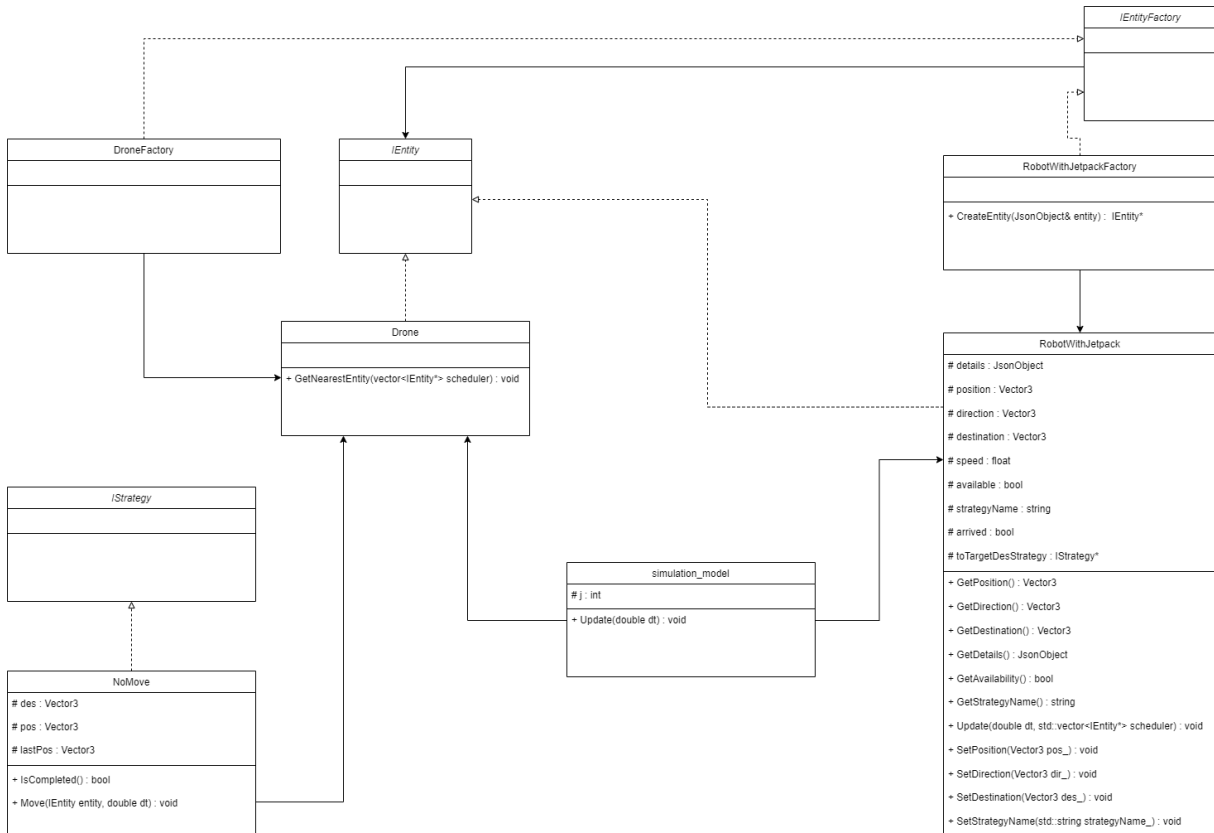 IEntityFactory
DroneFactory
IEntity
RobotWithJetpackFactory
+ CreateEntity(JsonObject& entity) : IEntity*
Drone
+ GetNearestEntity(vector<IEntity*> scheduler) : void
RobotWithJetpack
# details : JsonObject
# position : Vector3
# direction : Vector3
# destination : Vector3
# speed : float
# available : bool
# strategyName : string
# arrived : bool
# toTargetDesStrategy : IStrategy*
+ GetPosition() : Vector3
+ GetDirection() : Vector3
+ GetDestination() : Vector3
+ GetDetails() : JsonObject
+ GetAvailability() : bool
+ GetStrategyName() : string
+ Update(double dt, std::vector<IEntity*> scheduler) : void
+ SetPosition(Vector3 pos_) : void
+ SetDirection(Vector3 dir_) : void
+ SetDestination(Vector3 des_) : void
+ SetStrategyName(std::string strategyName_) : void
IStrategy
simulation_model
# j : int
+ Update(double dt) : void
NoMove
# des : Vector3
# pos : Vector3
# lastPos : Vector3
+ IsCompleted() : bool
+ Move(IEntity entity, double dt) : void